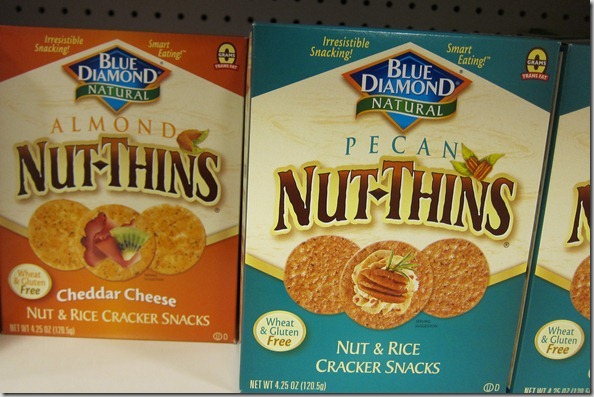 Irresistible
Snacking!
Smart
Eating!™
0
GRAMS
TRANS FAT
BLUE
DIAMOND
NATURAL
ALMOND
NUT•THINS
®
Wheat
& Gluten
Free
Cheddar Cheese
NUT & RICE CRACKER SNACKS
NET WT 4.25 OZ (120.5g)
D
Irresistible
Snacking!
Smart
Eating!™
0
GRAMS
TRANS FAT
BLUE
DIAMOND
NATURAL
PECAN
NUT•THINS
®
Wheat
& Gluten
Free
NUT & RICE
CRACKER SNACKS
NET WT 4.25 OZ (120.5g)
D
N
Wheat
& Gluten
Free